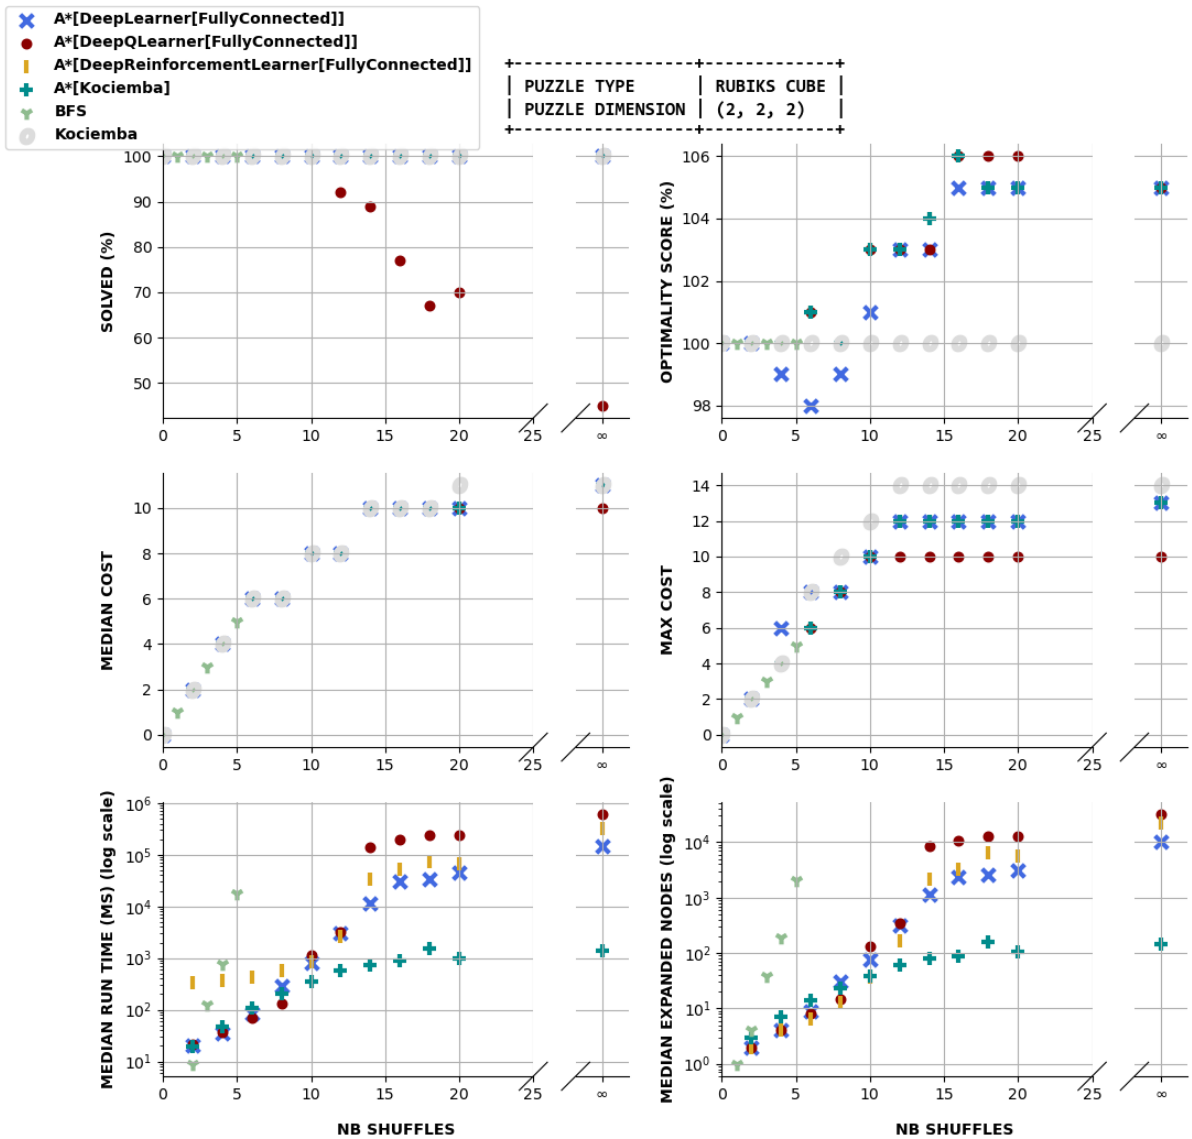 A*[DeepLearner[FullyConnected]]
A*[DeepQLearner[FullyConnected]]
A*[DeepReinforcementLearner[FullyConnected]]
A*[Kociemba]
BFS
Kociemba
+--------------------+--------------+
| PUZZLE TYPE | RUBIKS CUBE |
| PUZZLE DIMENSION | (2, 2, 2) |
+--------------------+--------------+
SOLVED (%)
100
90
80
70
60
50
0 5 10 15 20 25 ∞
OPTIMALITY SCORE (%)
106
104
102
100
98
0 5 10 15 20 25 ∞
MEDIAN COST
10
8
6
4
2
0
0 5 10 15 20 25 ∞
MAX COST
14
12
10
8
6
4
2
0
0 5 10 15 20 25 ∞
MEDIAN RUN TIME (MS) (log scale)
10⁶
10⁵
10⁴
10³
10²
10¹
0 5 10 15 20 25 ∞
NB SHUFFLES
MEDIAN EXPANDED NODES (log scale)
10⁴
10³
10²
10¹
10⁰
0 5 10 15 20 25 ∞
NB SHUFFLES